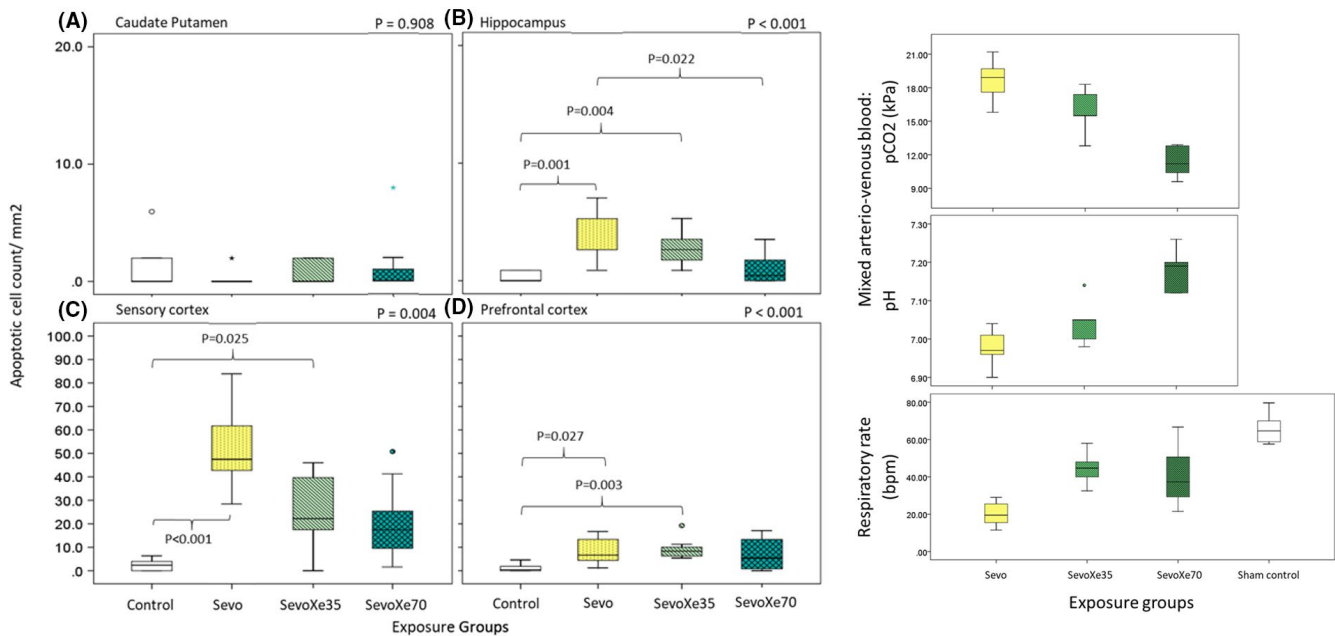 (A) Caudate Putamen P = 0.908
20.0
10.0
.0
(B) Hippocampus P < 0.001
P=0.022
P=0.004
P=0.001
(C) Sensory cortex P = 0.004
100.0
90.0
80.0
70.0
60.0
50.0
40.0
30.0
20.0
10.0
.0
P=0.025
P<0.001
(D) Prefrontal cortex P < 0.001
P=0.027
P=0.003
Apoptotic cell count/ mm2
Control Sevo SevoXe35 SevoXe70
Control Sevo SevoXe35 SevoXe70
Exposure Groups
Mixed arterio-venous blood:
pCO2 (kPa)
21.00
18.00
15.00
12.00
9.00
pH
7.30
7.20
7.10
7.00
6.90
Respiratory rate
(bpm)
80.00
60.00
40.00
20.00
.00
Sevo SevoXe35 SevoXe70 Sham control
Exposure groups